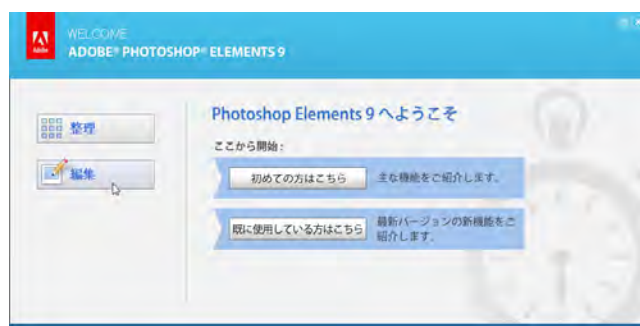 Adobe
WELCOME
ADOBE® PHOTOSHOP® ELEMENTS 9
整理
編集
Photoshop Elements 9 へようこそ
ここから開始:
初めての方はこちら
主な機能をご紹介します。
既に使用している方はこちら
最新バージョンの新機能をご
紹介します。